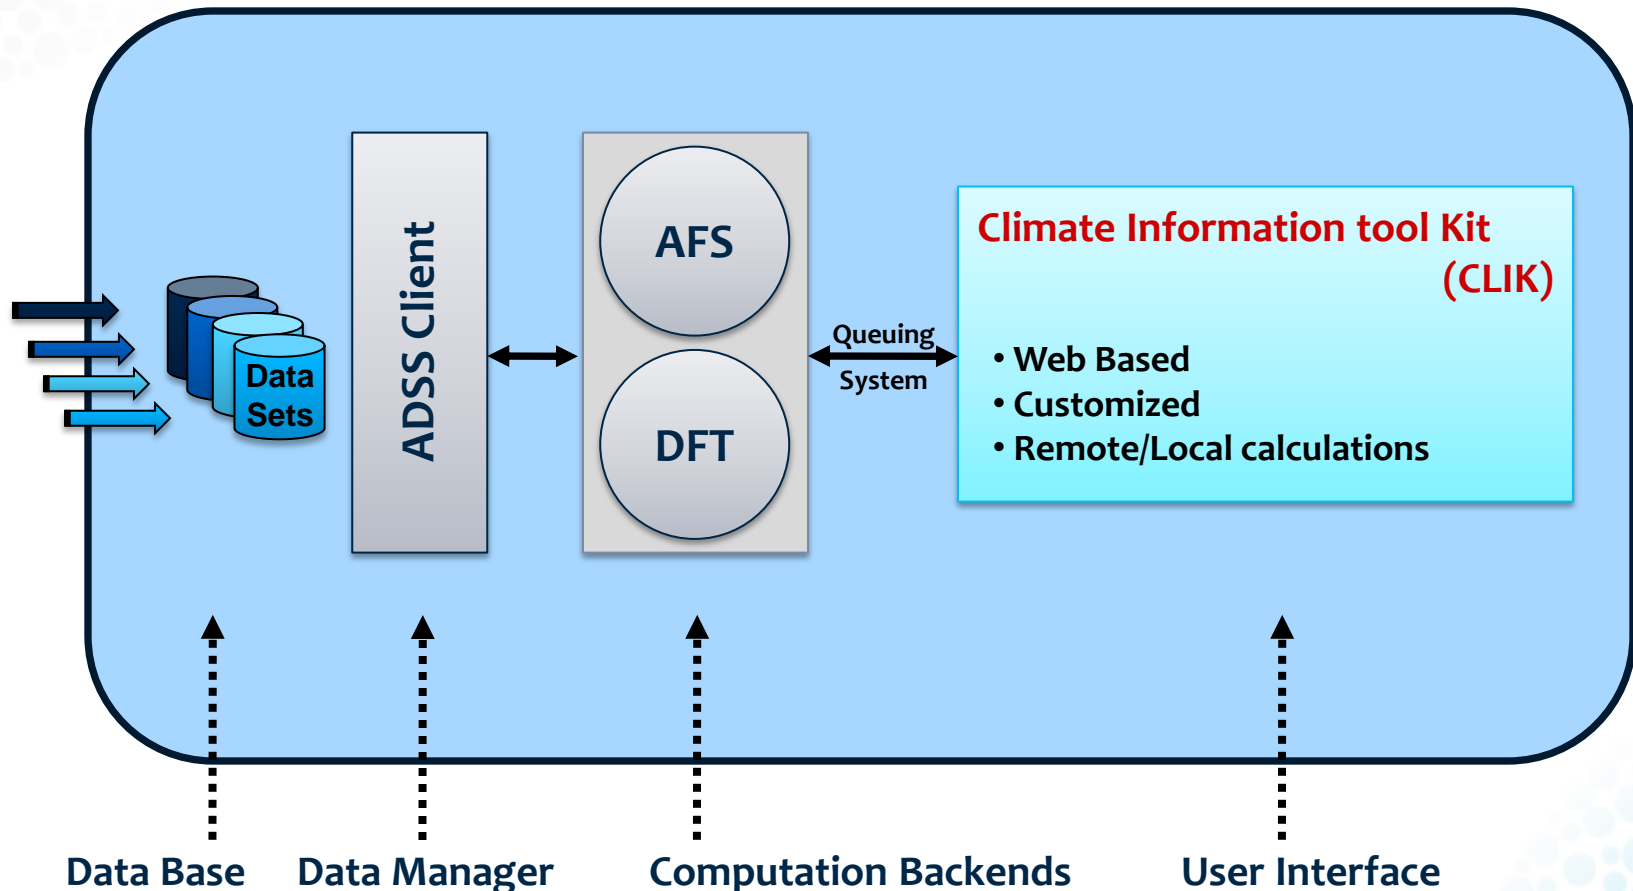 Data
Sets
ADSS Client
AFS
DFT
Queuing
System
Climate Information tool Kit
(CLIK)
• Web Based
• Customized
• Remote/Local calculations
Data Base
Data Manager
Computation Backends
User Interface